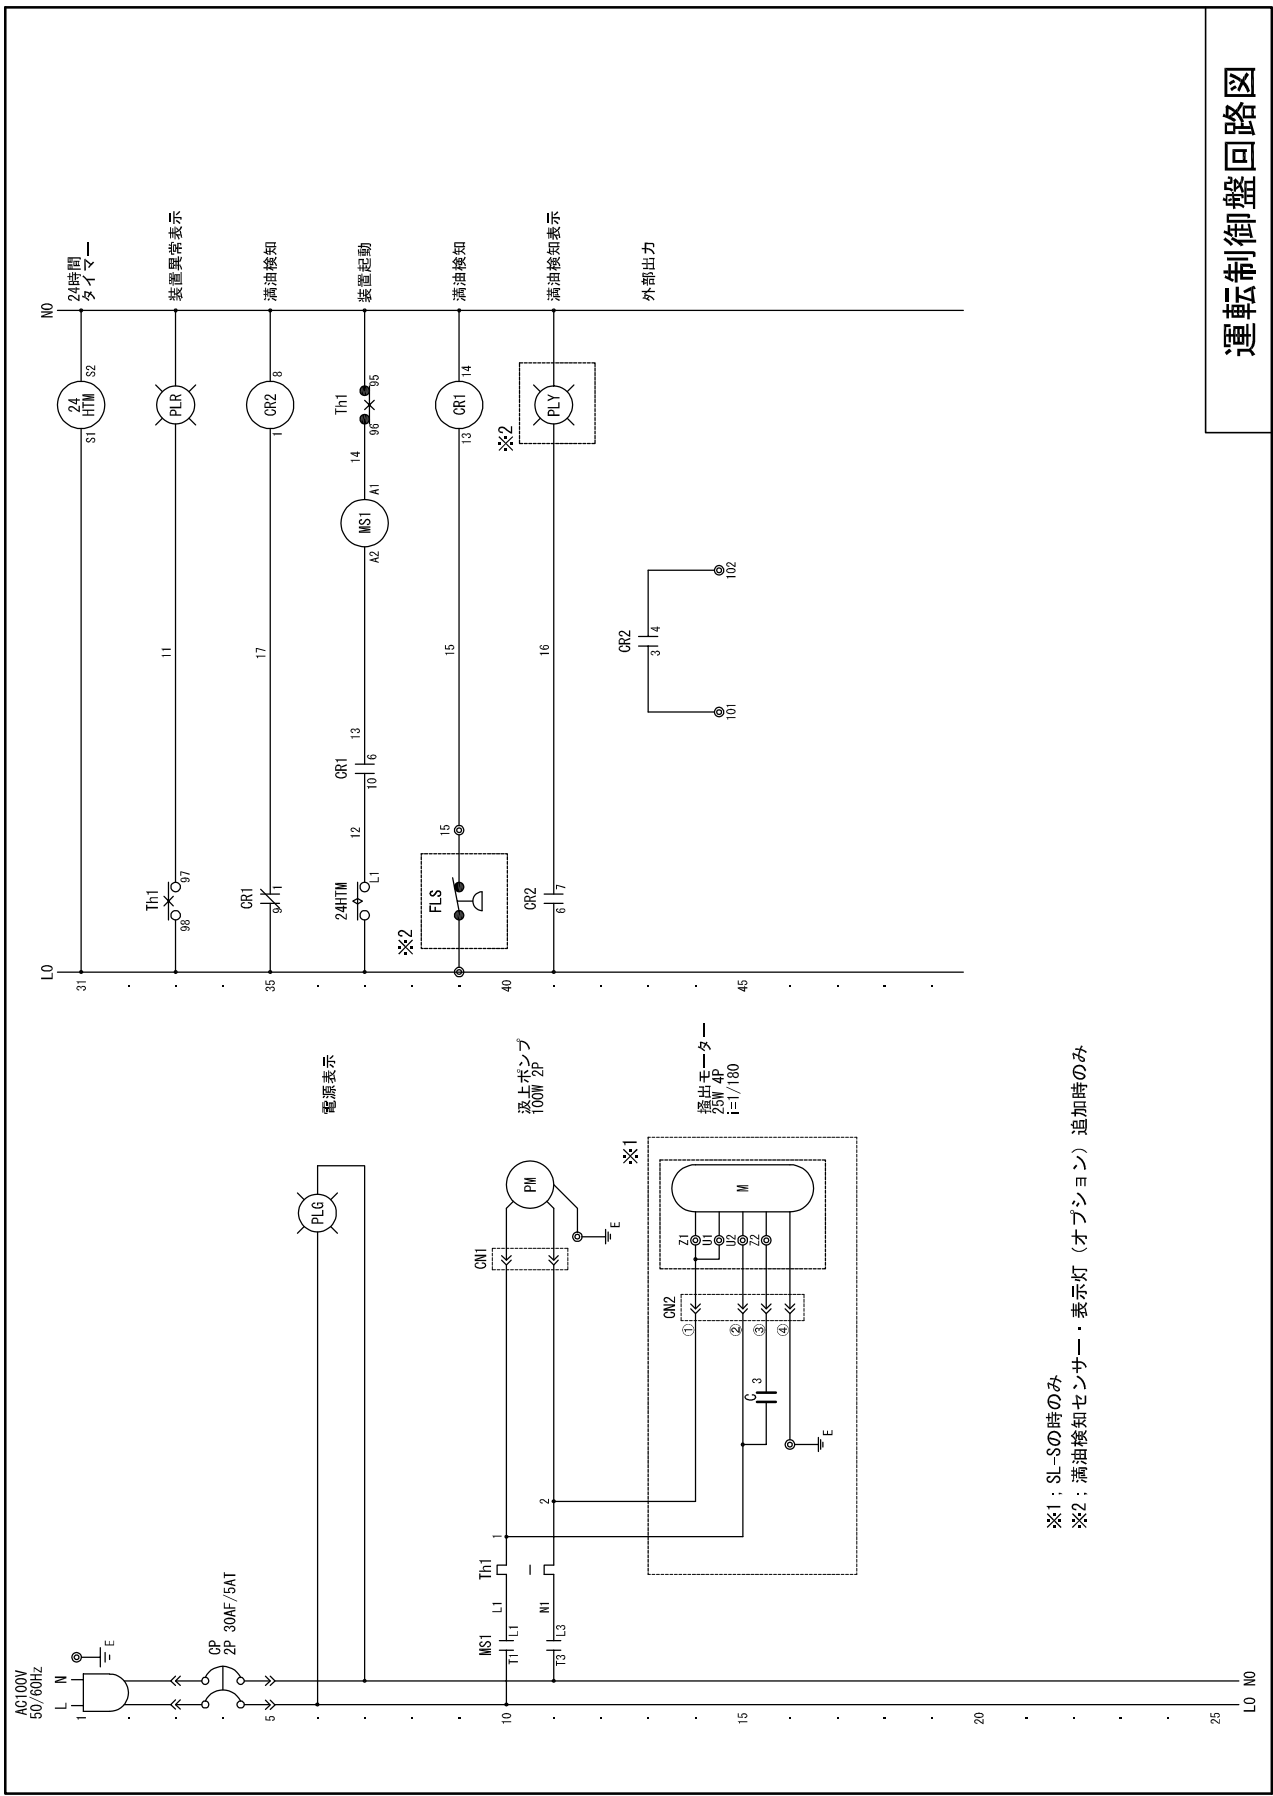 AC100V
50/60Hz
L
N
E
CP
2P 30AF/5AT
PLG
電源表示
MS1
T1
L1
T3
L3
L1
N1
Th1
1
2
CN1
PM
E
汲上ポンプ
100W 2P
※1
CN2
①
②
③
④
C
3
E
Z1
U1
U2
Z2
M
掻出モーター
25W 4P
i=1/180
1
5
10
15
20
25
L0
N0
※1；SL-Sの時のみ
※2；満油検知センサー・表示灯（オプション）追加時のみ
L0
N0
31
35
40
45
S1
24
HTM
S2
24時間
タイマー
Th1
98
97
11
PLR
装置異常表示
CR1
9
1
17
1
CR2
8
満油検知
24HTM
L1
12
CR1
10
6
13
A2
MS1
A1
14
96
Th1
95
装置起動
※2
FLS
15
15
13
CR1
14
満油検知
CR2
6
7
16
※2
PLY
満油検知表示
101
CR2
3
4
102
外部出力
運転制御盤回路図